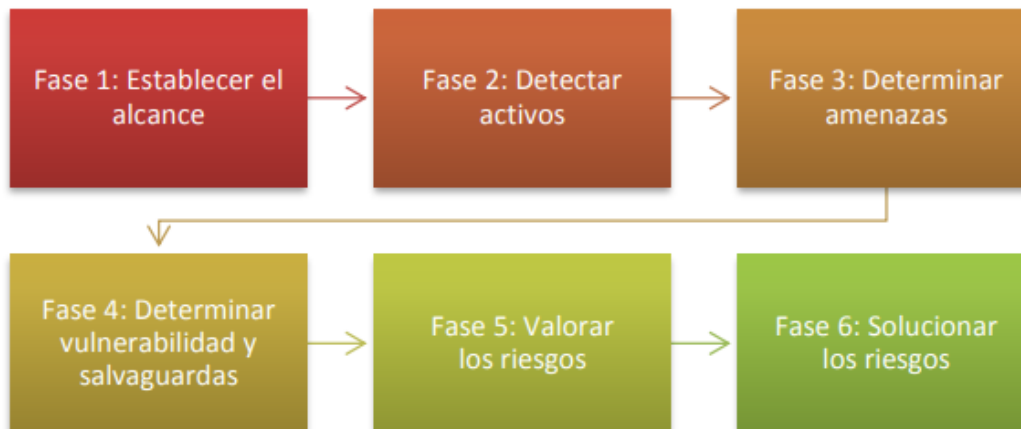 Fase 1: Establecer el
alcance
Fase 2: Detectar
activos
Fase 3: Determinar
amenazas
Fase 4: Determinar
vulnerabilidad y
salvaguardas
Fase 5: Valorar
los riesgos
Fase 6: Solucionar
los riesgos